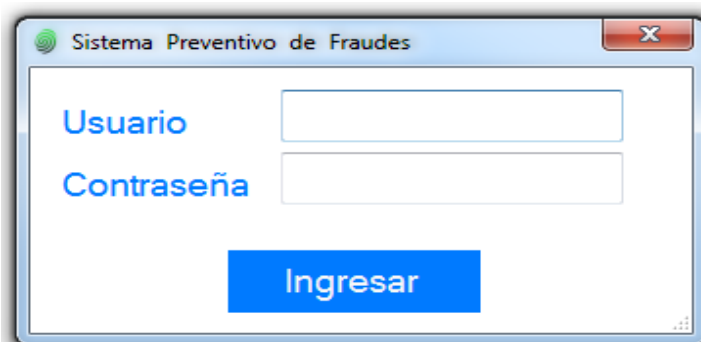 Sistema Preventivo de Fraudes
Usuario
Contraseña
Ingresar